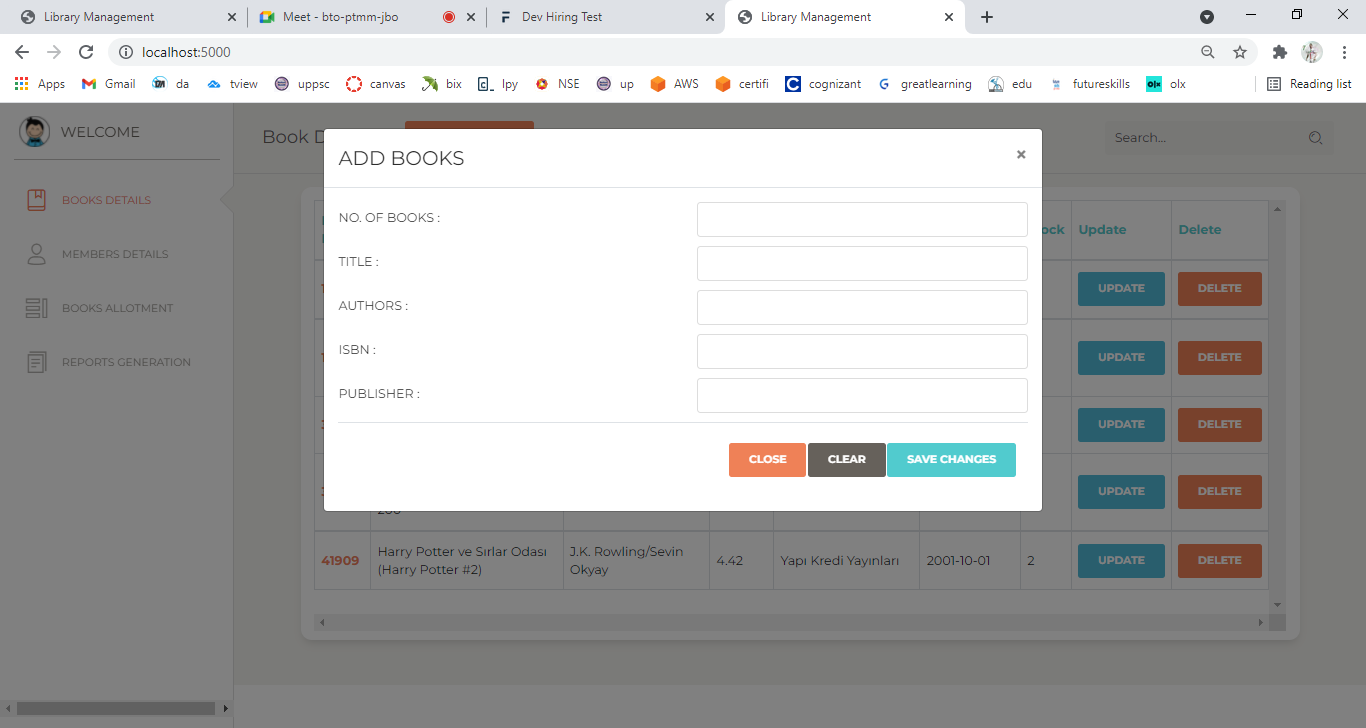 Library Management
Meet - bto-ptmm-jbo
Dev Hiring Test
Library Management
localhost:5000
Apps
Gmail
da
tview
uppsc
canvas
bix
lpy
NSE
up
AWS
certifi
cognizant
greatlearning
edu
futureskills
olx
Reading list
WELCOME
Book D
Search...
BOOKS DETAILS
MEMBERS DETAILS
BOOKS ALLOTMENT
REPORTS GENERATION
ADD BOOKS
×
NO. OF BOOKS :
TITLE :
AUTHORS :
ISBN :
PUBLISHER :
CLOSE
CLEAR
SAVE CHANGES
ock
Update
Delete
UPDATE
DELETE
UPDATE
DELETE
UPDATE
DELETE
UPDATE
DELETE
41909
Harry Potter ve Sırlar Odası
(Harry Potter #2)
J.K. Rowling/Sevin
Okyay
4.42
Yapı Kredi Yayınları
2001-10-01
2
UPDATE
DELETE